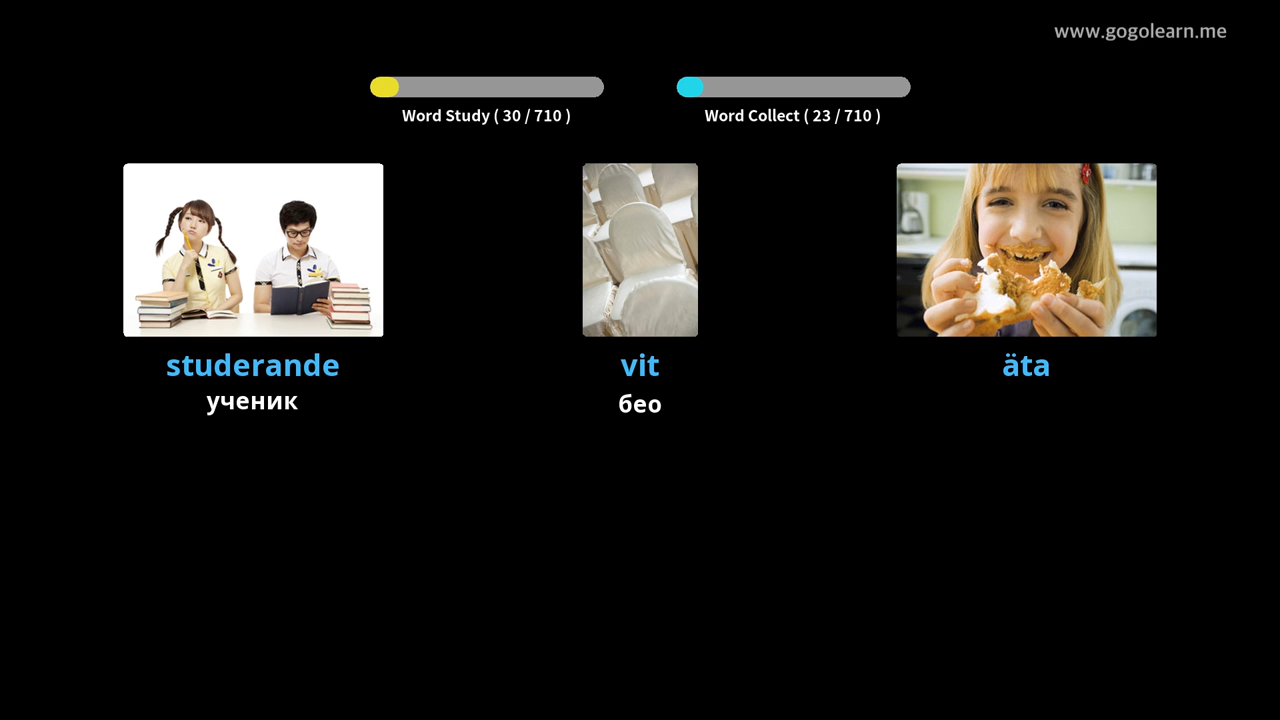 www.gogolearn.me
Word Study ( 30 / 710 )
Word Collect ( 23 / 710 )
studerande
ученик
vit
бео
äta